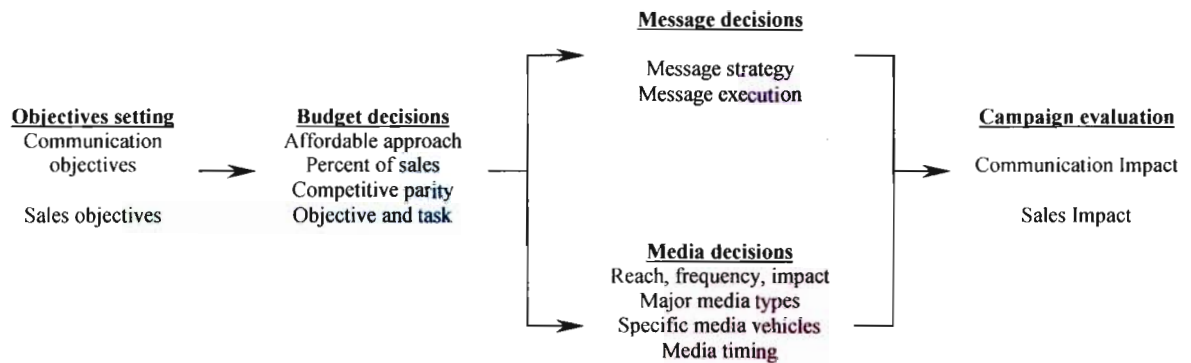 Objectives setting
Communication
objectives
Sales objectives
Budget decisions
Affordable approach
Percent of sales
Competitive parity
Objective and task
Message decisions
Message strategy
Message execution
Media decisions
Reach, frequency, impact
Major media types
Specific media vehicles
Media timing
Campaign evaluation
Communication Impact
Sales Impact